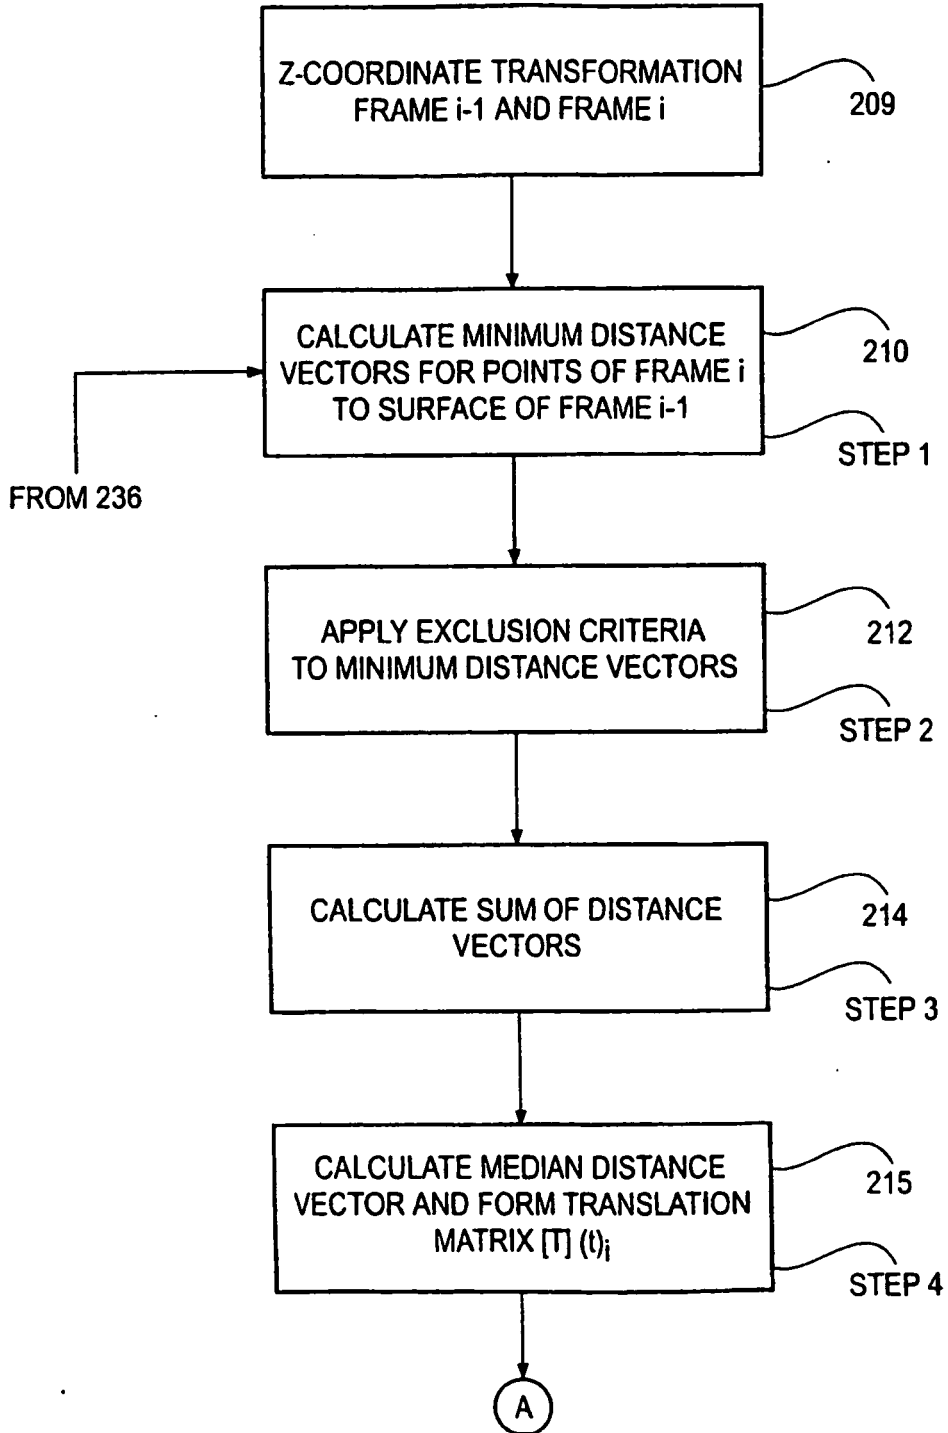 Z-COORDINATE TRANSFORMATION
FRAME i-1 AND FRAME i
209
CALCULATE MINIMUM DISTANCE
VECTORS FOR POINTS OF FRAME i
TO SURFACE OF FRAME i-1
210
STEP 1
FROM 236
APPLY EXCLUSION CRITERIA
TO MINIMUM DISTANCE VECTORS
212
STEP 2
CALCULATE SUM OF DISTANCE
VECTORS
214
STEP 3
CALCULATE MEDIAN DISTANCE
VECTOR AND FORM TRANSLATION
MATRIX [T] (t)i
215
STEP 4
A